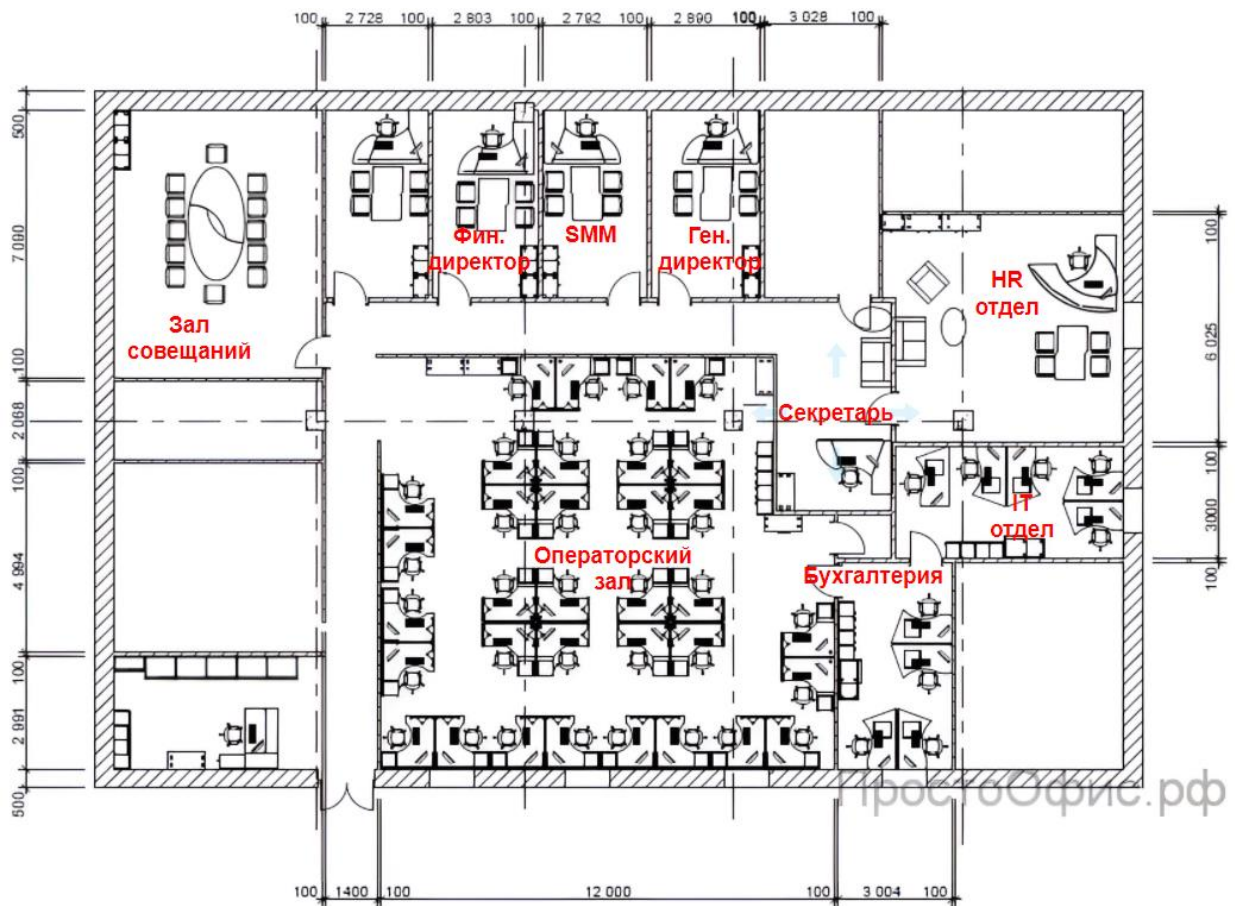 100 2 728 100 2 803 100 2 792 100 2 890 100 3 028 100
500
7 080
100
2 068
100
4 994
100
2 991
500
Фин.
директор
SMM
Ген.
директор
HR
отдел
Зал
совещаний
Секретарь
IT
отдел
Операторский
зал
Бухгалтерия
100
6 025
100
3000
100
ПростоОфис.рф
100 1400 100 12 000 100 3 004 100